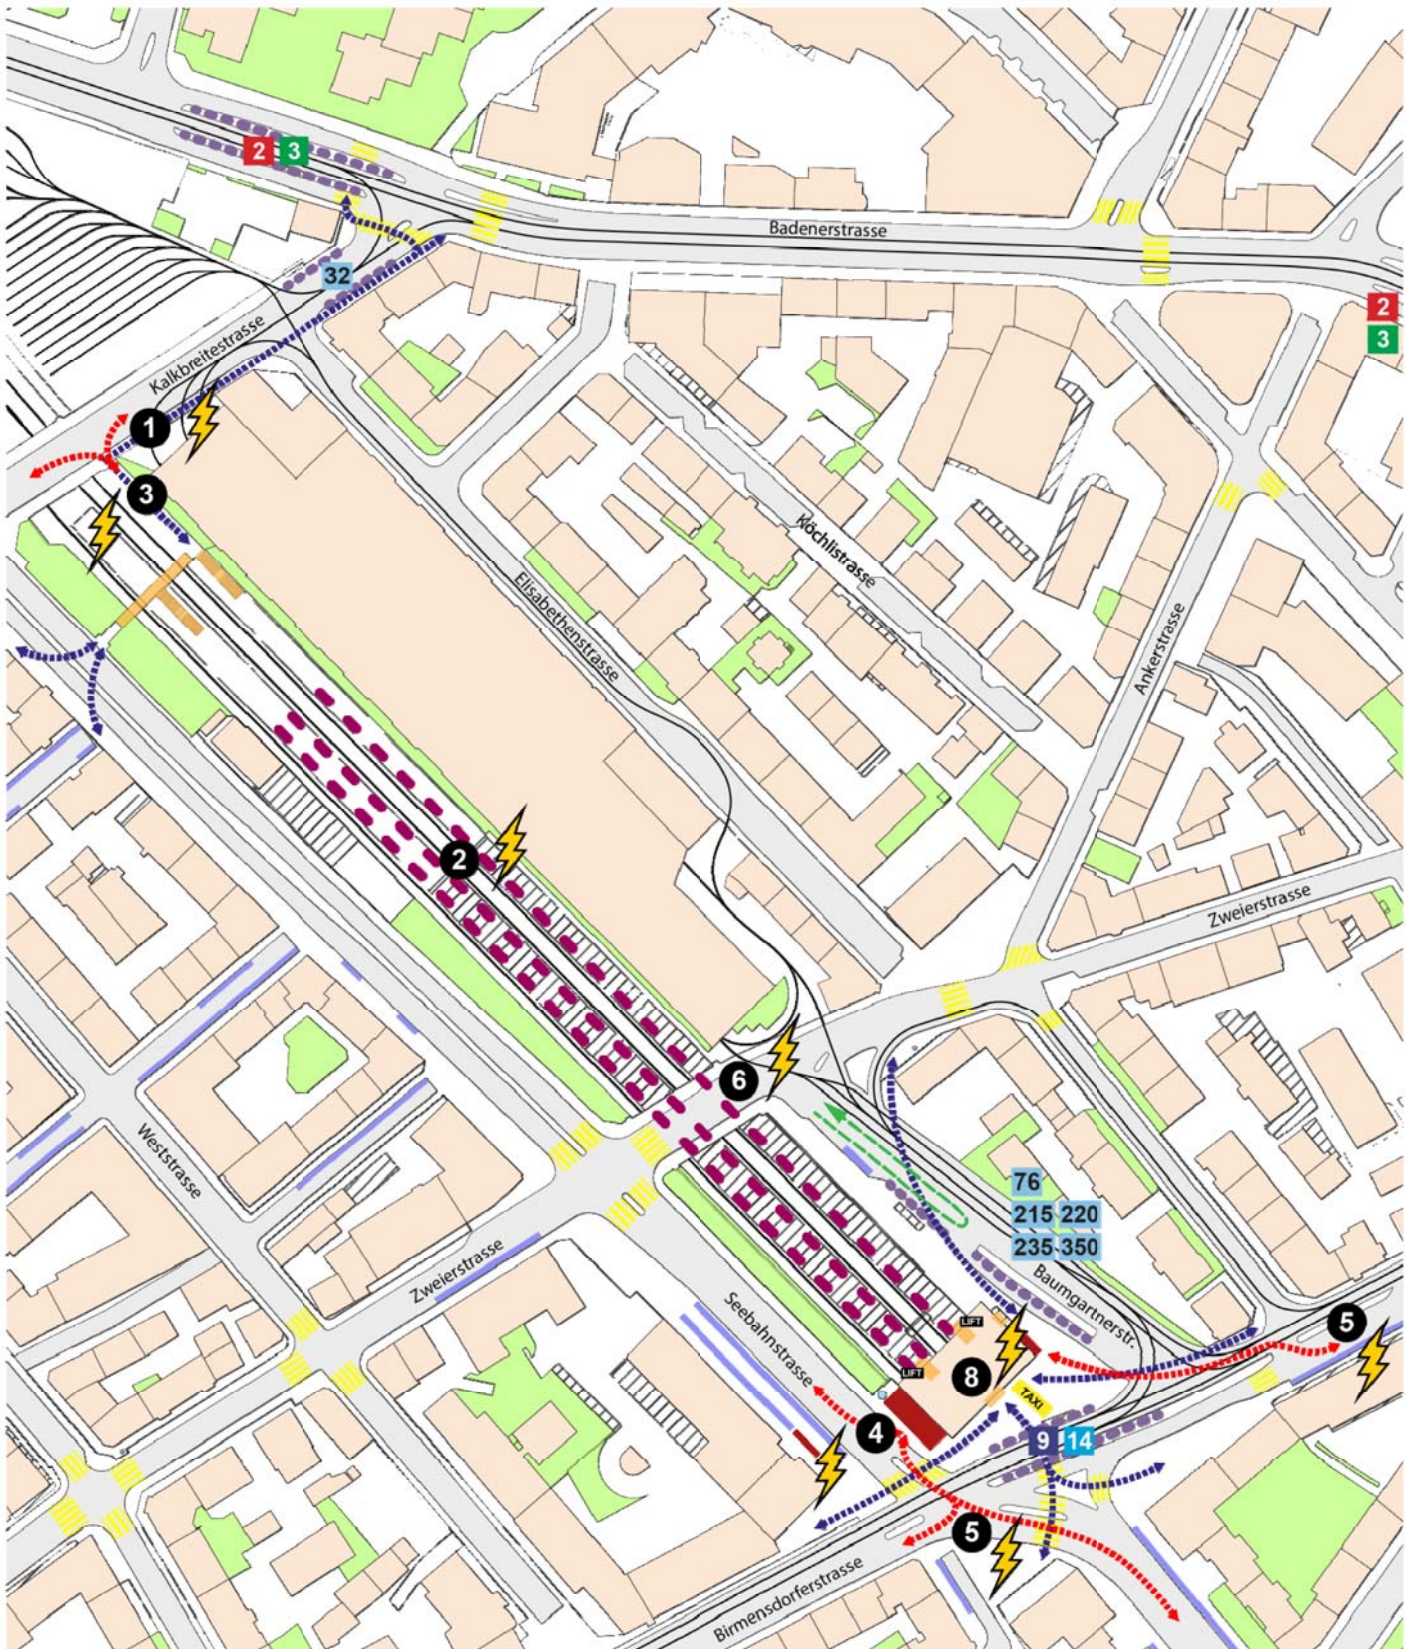 2 3
Badenerstrasse
32
2
3
Kalkbreitestrasse
1
3
Köchlistrasse
Elisabethenstrasse
Ankerstrasse
2
Zweierstrasse
6
Weststrasse
76
215 220
235 350
Zweierstrasse
Baumgartnerstr.
Seebahnstrasse
LIFT
5
LIFT
8
TAXI
4
9 14
5
Birmensdorferstrasse